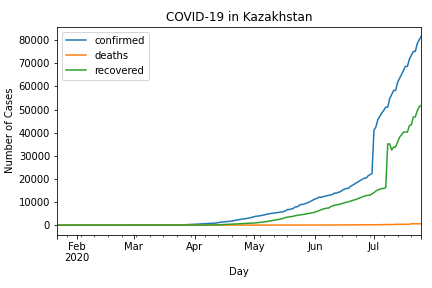 COVID-19 in Kazakhstan
confirmed
deaths
recovered
Number of Cases
80000
70000
60000
50000
40000
30000
20000
10000
0
Feb Mar Apr May Jun Jul
2020
Day